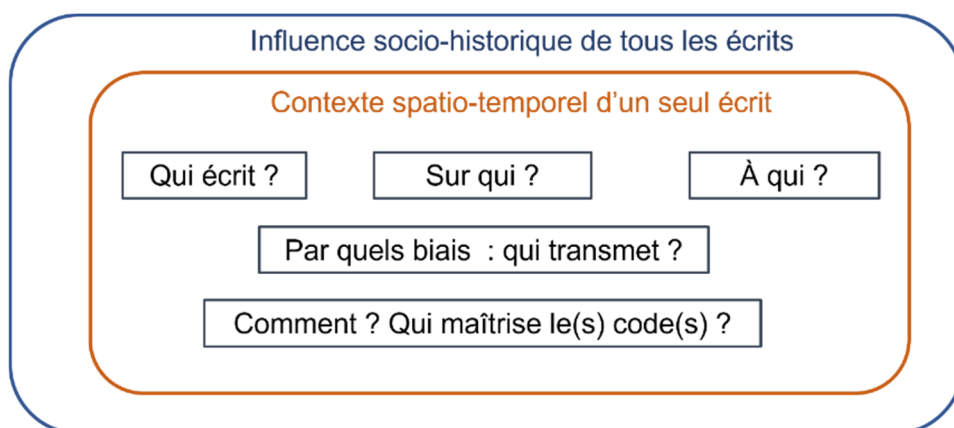 Influence socio-historique de tous les écrits
Contexte spatio-temporel d'un seul écrit
Qui écrit ?
Sur qui ?
À qui ?
Par quels biais : qui transmet ?
Comment ? Qui maîtrise le(s) code(s) ?